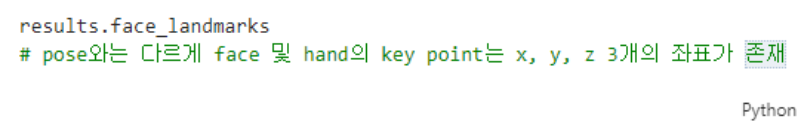 results.face_landmarks
# pose와는 다르게 face 및 hand의 key point는 x, y, z 3개의 좌표가 존재
Python